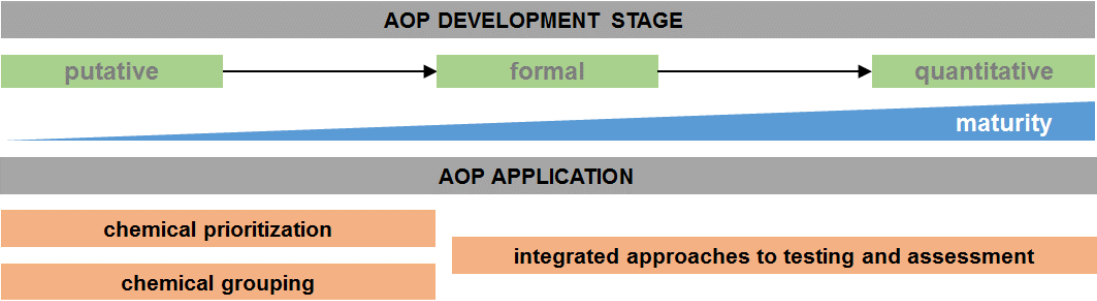 AOP DEVELOPMENT STAGE
putative
formal
quantitative
maturity
AOP APPLICATION
chemical prioritization
integrated approaches to testing and assessment
chemical grouping